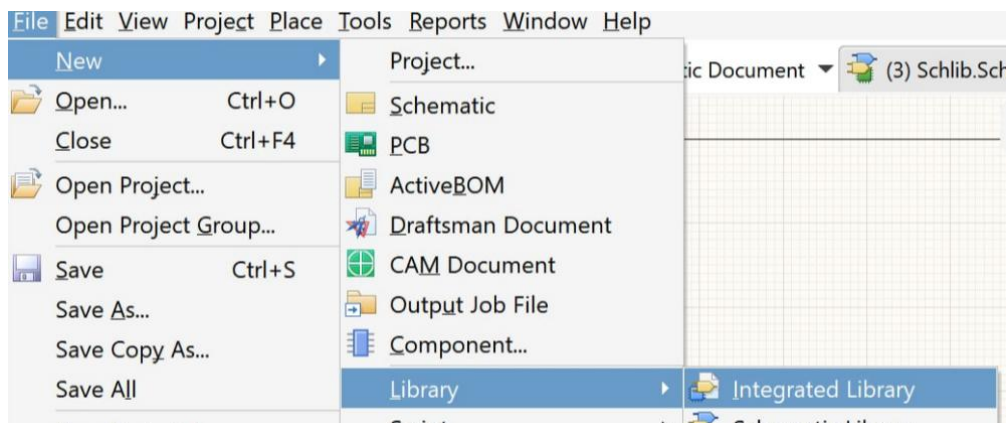 File Edit View Project Place Tools Reports Window Help
New
Open... Ctrl+O
Close Ctrl+F4
Open Project...
Open Project Group...
Save Ctrl+S
Save As...
Save Copy As...
Save All
Project...
Schematic
PCB
ActiveBOM
Draftsman Document
CAM Document
Output Job File
Component...
Library
Integrated Library
tic Document (3) Schlib.Sch